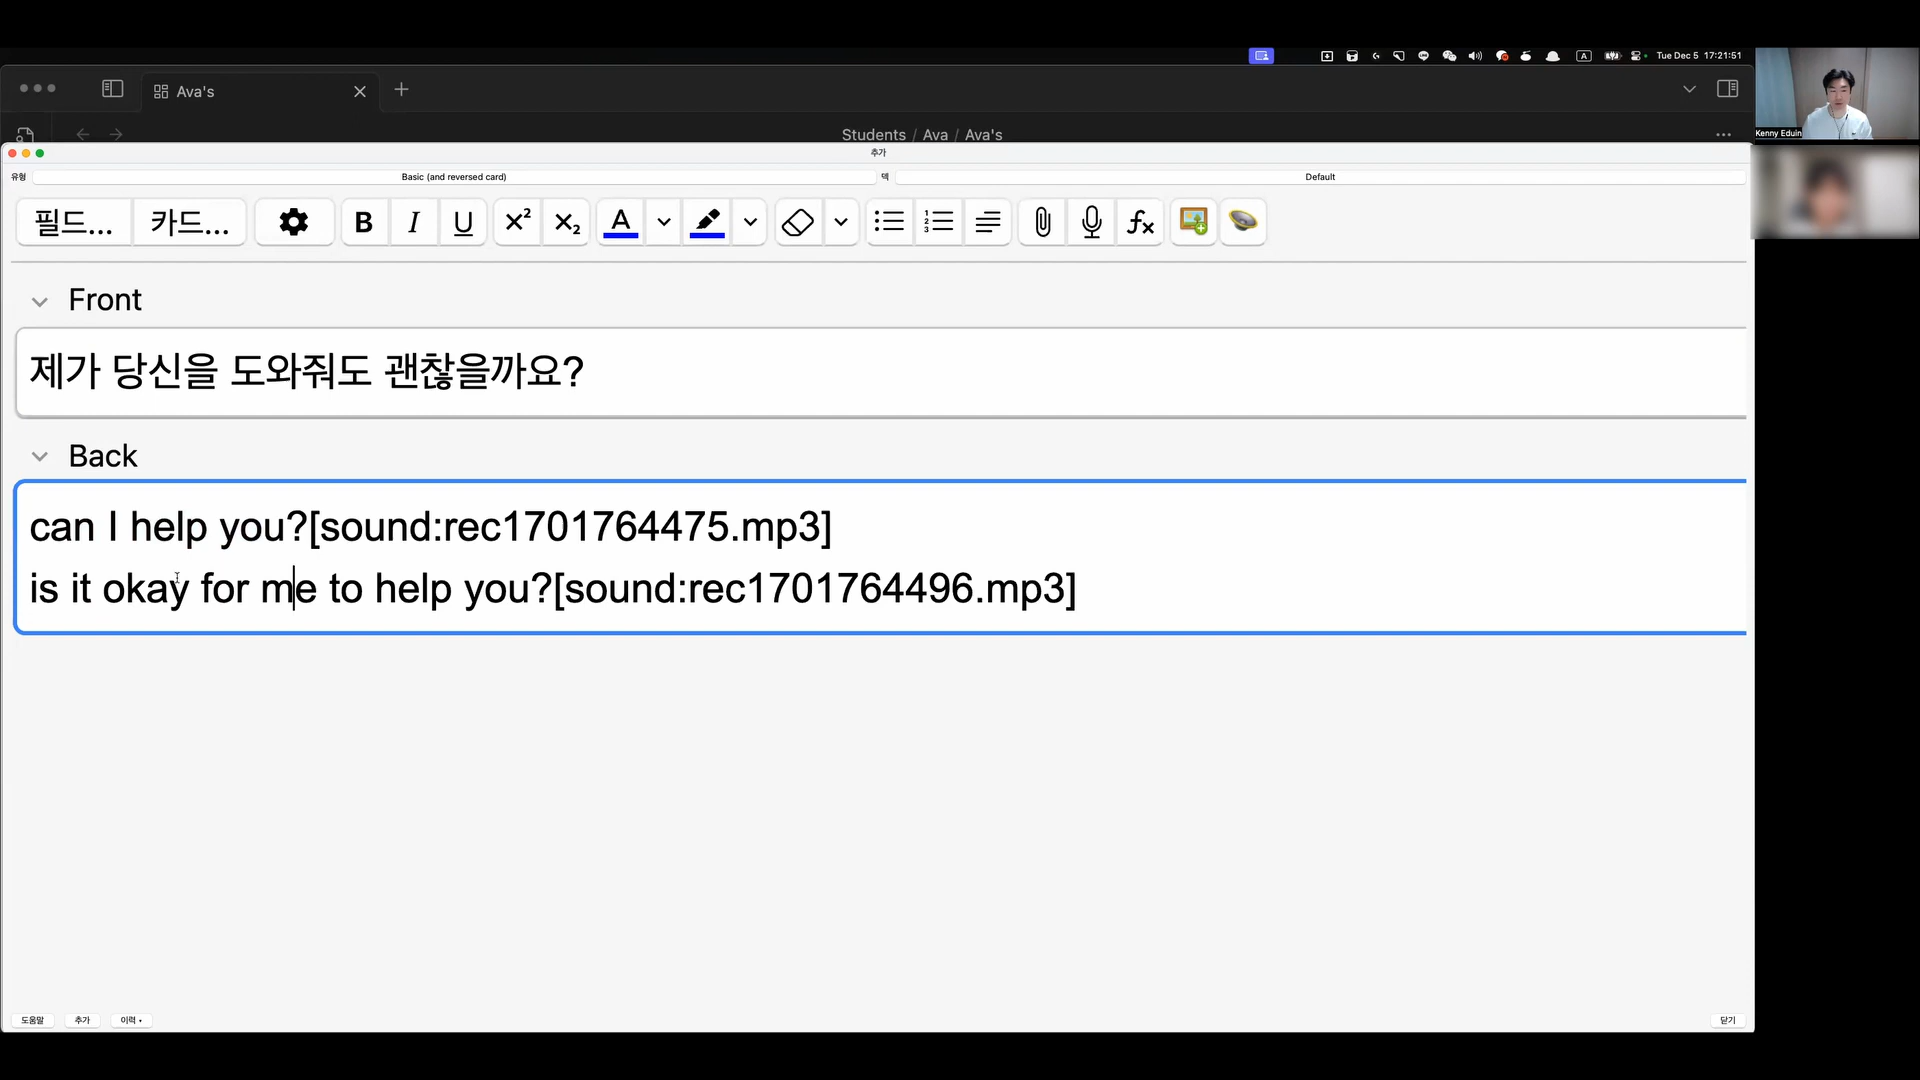 Tue Dec 5 17:21:51
Ava's
Students / Ava / Ava's
Kenny Eduin
추가
유형
Basic (and reversed card)
덱
Default
필드...
카드...
Front
제가 당신을 도와줘도 괜찮을까요?
Back
can I help you?[sound:rec1701764475.mp3]
is it okay for me to help you?[sound:rec1701764496.mp3]
도움말
추가
이력
닫기